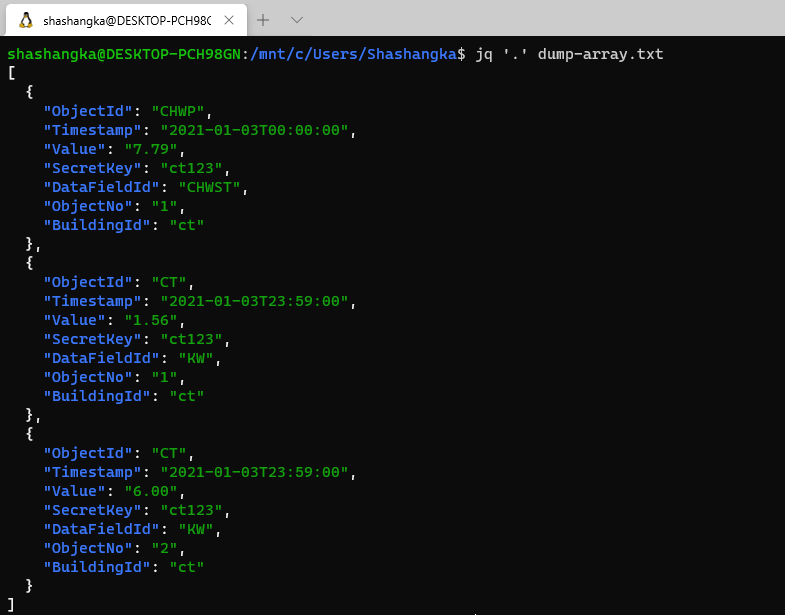 shashangka@DESKTOP-PCH98G
shashangka@DESKTOP-PCH98GN:/mnt/c/Users/Shashangka$ jq '.' dump-array.txt
[
  {
    "ObjectId": "CHWP",
    "Timestamp": "2021-01-03T00:00:00",
    "Value": "7.79",
    "SecretKey": "ct123",
    "DataFieldId": "CHWST",
    "ObjectNo": "1",
    "BuildingId": "ct"
  },
  {
    "ObjectId": "CT",
    "Timestamp": "2021-01-03T23:59:00",
    "Value": "1.56",
    "SecretKey": "ct123",
    "DataFieldId": "KW",
    "ObjectNo": "1",
    "BuildingId": "ct"
  },
  {
    "ObjectId": "CT",
    "Timestamp": "2021-01-03T23:59:00",
    "Value": "6.00",
    "SecretKey": "ct123",
    "DataFieldId": "KW",
    "ObjectNo": "2",
    "BuildingId": "ct"
  }
]